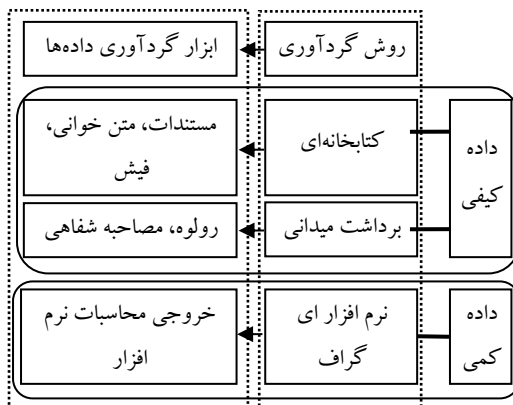 روش گردآوری
ابزار گردآوری داده‌ها
داده
کیفی
کتابخانه‌ای
مستندات، متن خوانی،
فیش
برداشت میدانی
رولوه، مصاحبه شفاهی
داده
کمی
نرم افزار ای
گراف
خروجی محاسبات نرم
افزار